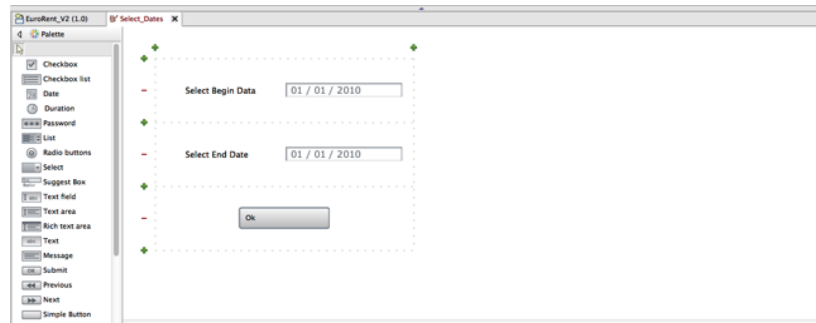 EuroRent_V2 (1.0)
Select_Dates
Palette
Checkbox
Checkbox list
Date
Duration
Password
List
Radio buttons
Select
Suggest Box
Text field
Text area
Rich text area
Text
Message
Submit
Previous
Next
Simple Button
Select Begin Data 01 / 01 / 2010
Select End Date 01 / 01 / 2010
Ok